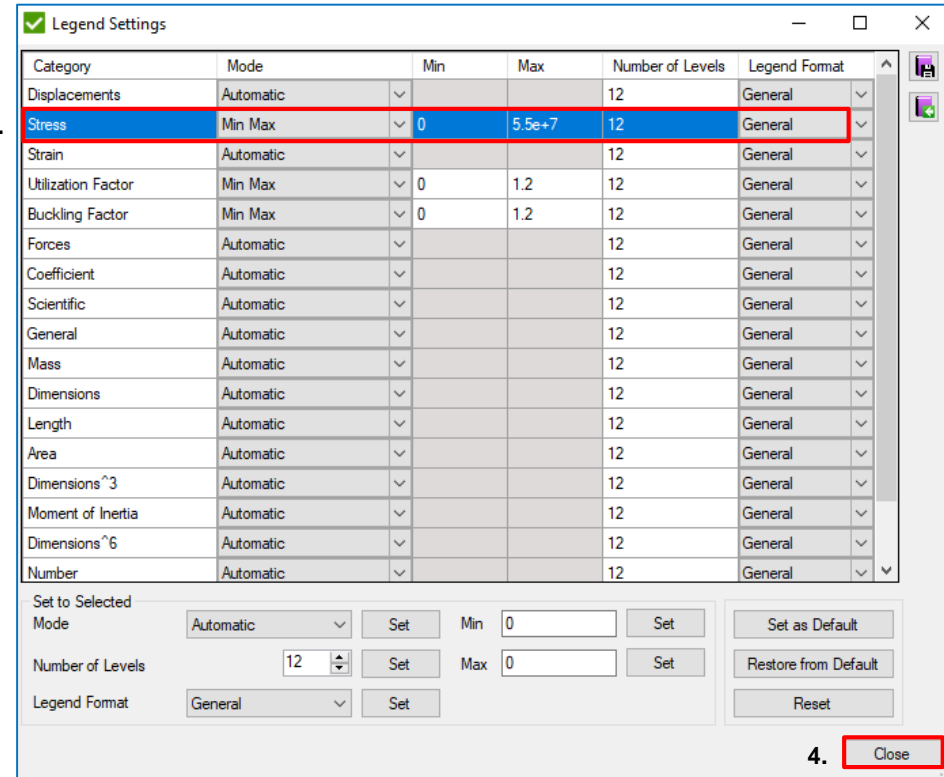 Legend Settings
Category Mode Min Max Number of Levels Legend Format
Displacements Automatic 12 General
Stress Min Max 0 5.5e+7 12 General
Strain Automatic 12 General
Utilization Factor Min Max 0 1.2 12 General
Buckling Factor Min Max 0 1.2 12 General
Forces Automatic 12 General
Coefficient Automatic 12 General
Scientific Automatic 12 General
General Automatic 12 General
Mass Automatic 12 General
Dimensions Automatic 12 General
Length Automatic 12 General
Area Automatic 12 General
Dimensions^3 Automatic 12 General
Moment of Inertia Automatic 12 General
Dimensions^6 Automatic 12 General
Number Automatic 12 General
Set to Selected
Mode Automatic Set Min 0 Set Set as Default
Number of Levels 12 Set Max 0 Set Restore from Default
Legend Format General Set Reset
4. Close